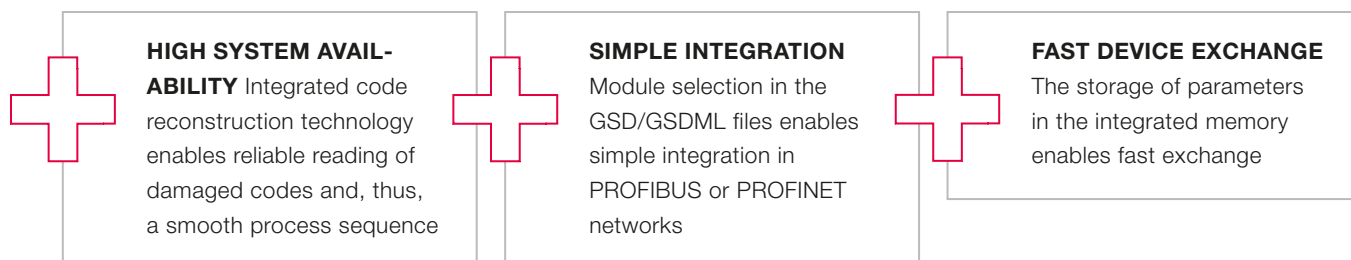 HIGH SYSTEM AVAIL-
ABILITY Integrated code
reconstruction technology
enables reliable reading of
damaged codes and, thus,
a smooth process sequence
SIMPLE INTEGRATION
Module selection in the
GSD/GSDML files enables
simple integration in
PROFIBUS or PROFINET
networks
FAST DEVICE EXCHANGE
The storage of parameters
in the integrated memory
enables fast exchange